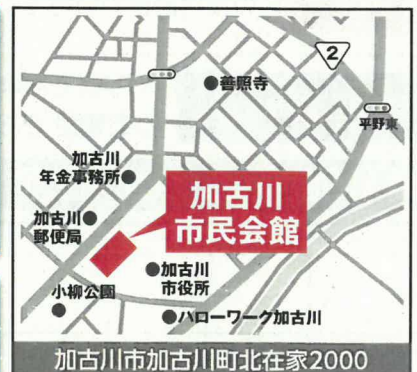 2
善照寺
平野東
加古川
年金事務所
加古川
市民会館
加古川
郵便局
加古川
市役所
小柳公園
ハローワーク加古川
加古川市加古川町北在家2000